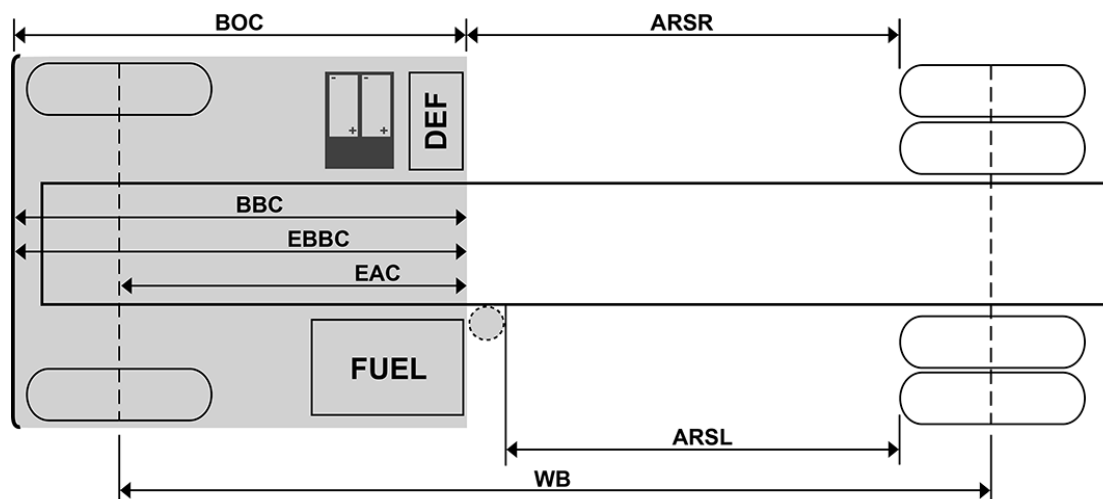 BOC
ARSR
- -
+ +
DEF
BBC
EBBC
EAC
FUEL
ARSL
WB